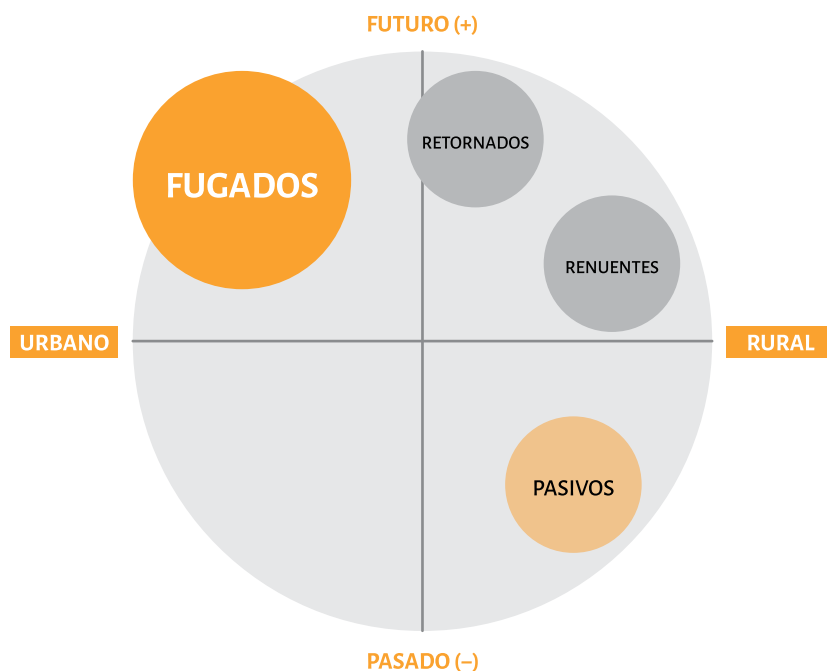 FUTURO (+)
RETORNADOS
FUGADOS
RENUENTES
URBANO
RURAL
PASIVOS
PASADO (–)